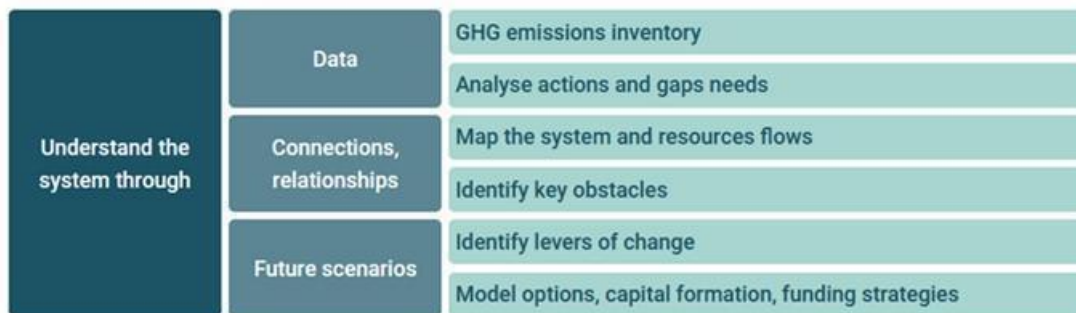 Understand the
system through
Data
GHG emissions inventory
Analyse actions and gaps needs
Connections,
relationships
Map the system and resources flows
Identify key obstacles
Future scenarios
Identify levers of change
Model options, capital formation, funding strategies